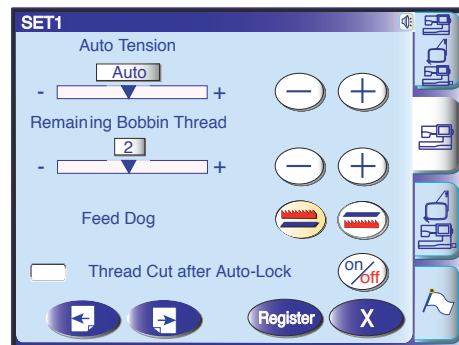 SET1
Auto Tension
Auto
- +
Remaining Bobbin Thread
2
- +
Feed Dog
Thread Cut after Auto-Lock
on/off
Register X